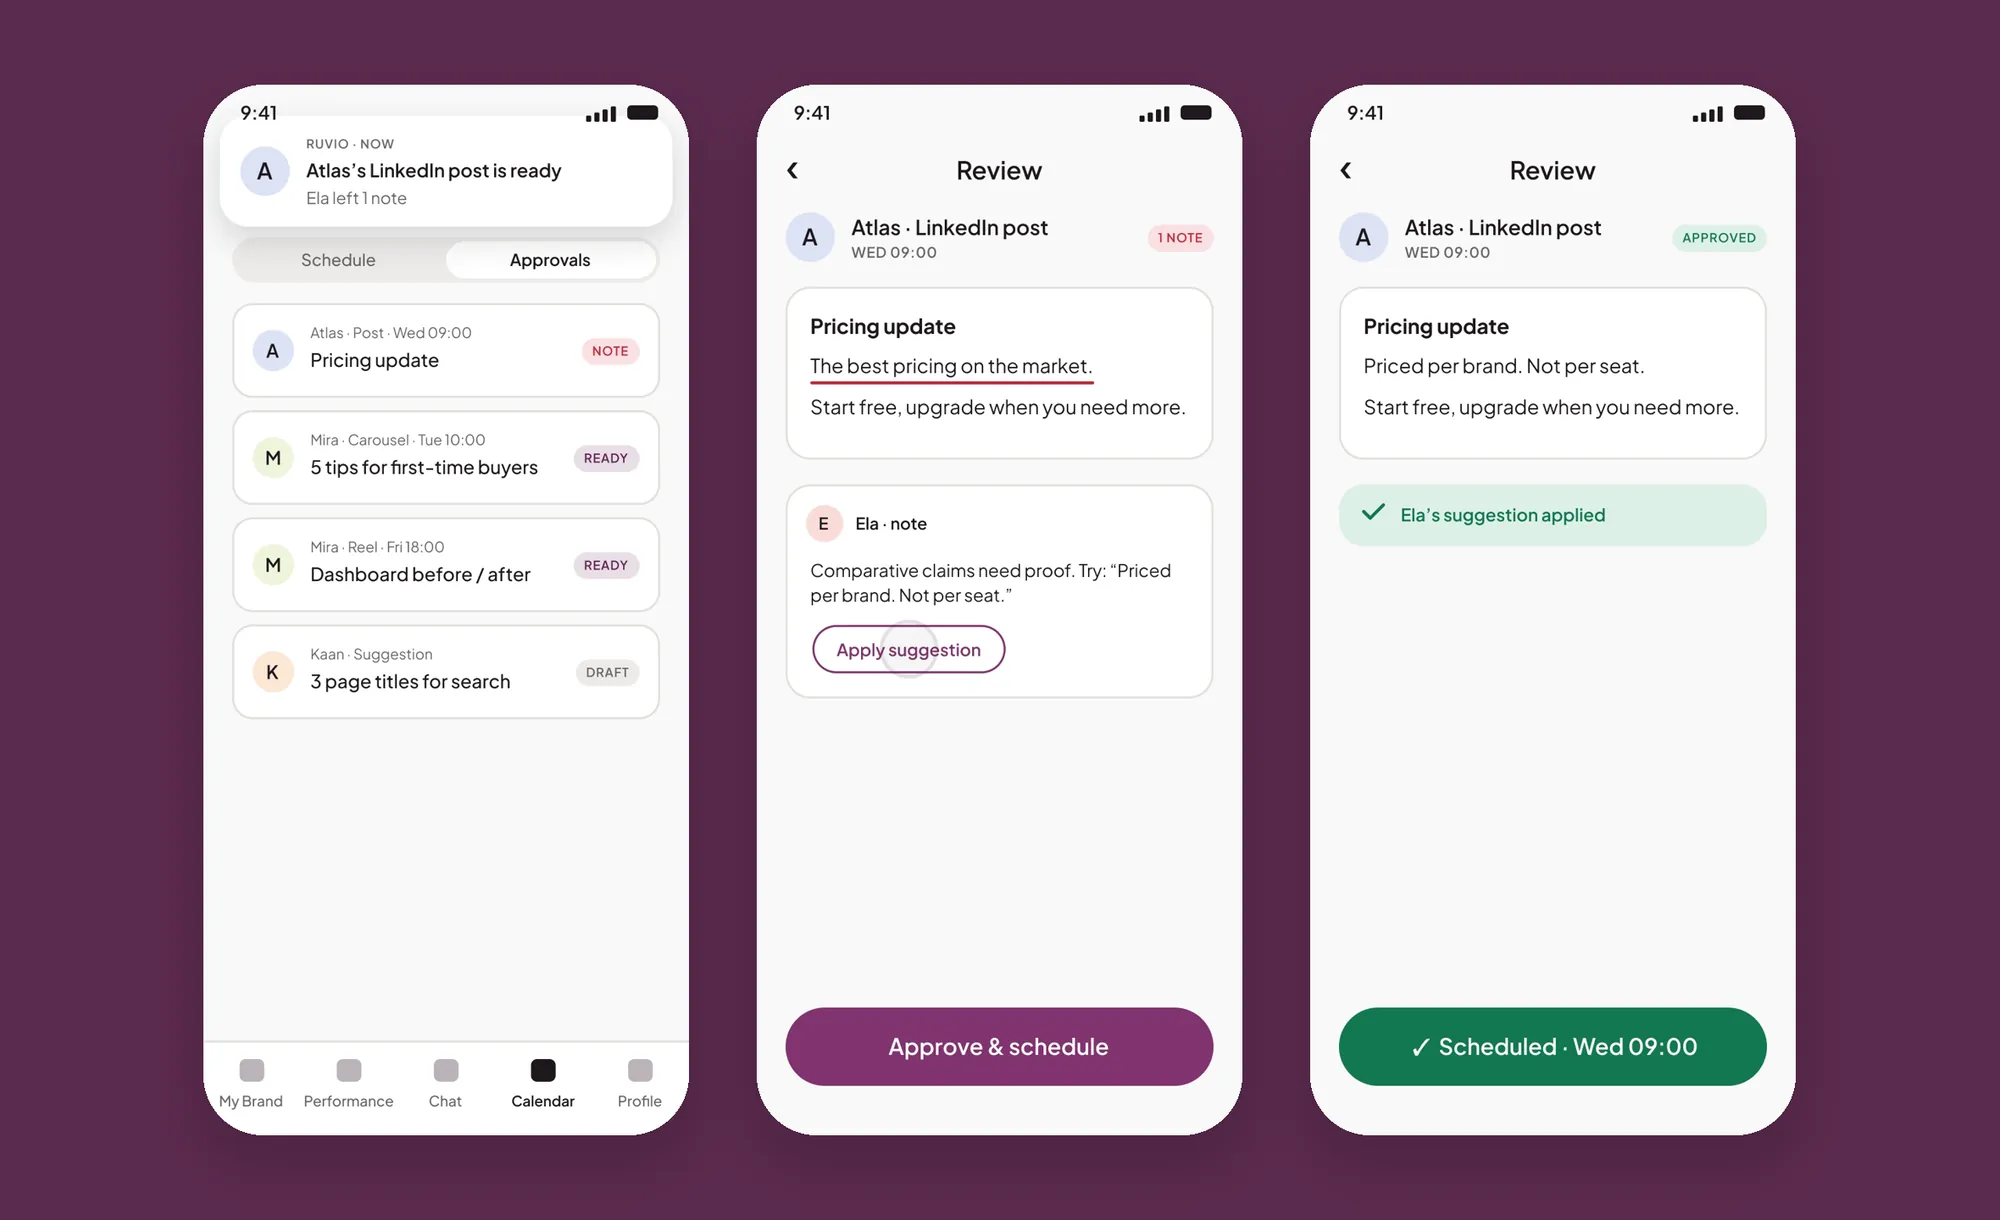 9:41
RUVIO · NOW
A
Atlas’s LinkedIn post is ready
Ela left 1 note
Schedule
Approvals
A
Atlas · Post · Wed 09:00
Pricing update
NOTE
M
Mira · Carousel · Tue 10:00
5 tips for first-time buyers
READY
M
Mira · Reel · Fri 18:00
Dashboard before / after
READY
K
Kaan · Suggestion
3 page titles for search
DRAFT
My Brand
Performance
Chat
Calendar
Profile
9:41
Review
A
Atlas · LinkedIn post
WED 09:00
1 NOTE
Pricing update
The best pricing on the market.
Start free, upgrade when you need more.
E
Ela · note
Comparative claims need proof. Try: “Priced
per brand. Not per seat.”
Apply suggestion
Approve & schedule
9:41
Review
A
Atlas · LinkedIn post
WED 09:00
APPROVED
Pricing update
Priced per brand. Not per seat.
Start free, upgrade when you need more.
Ela’s suggestion applied
✓ Scheduled · Wed 09:00